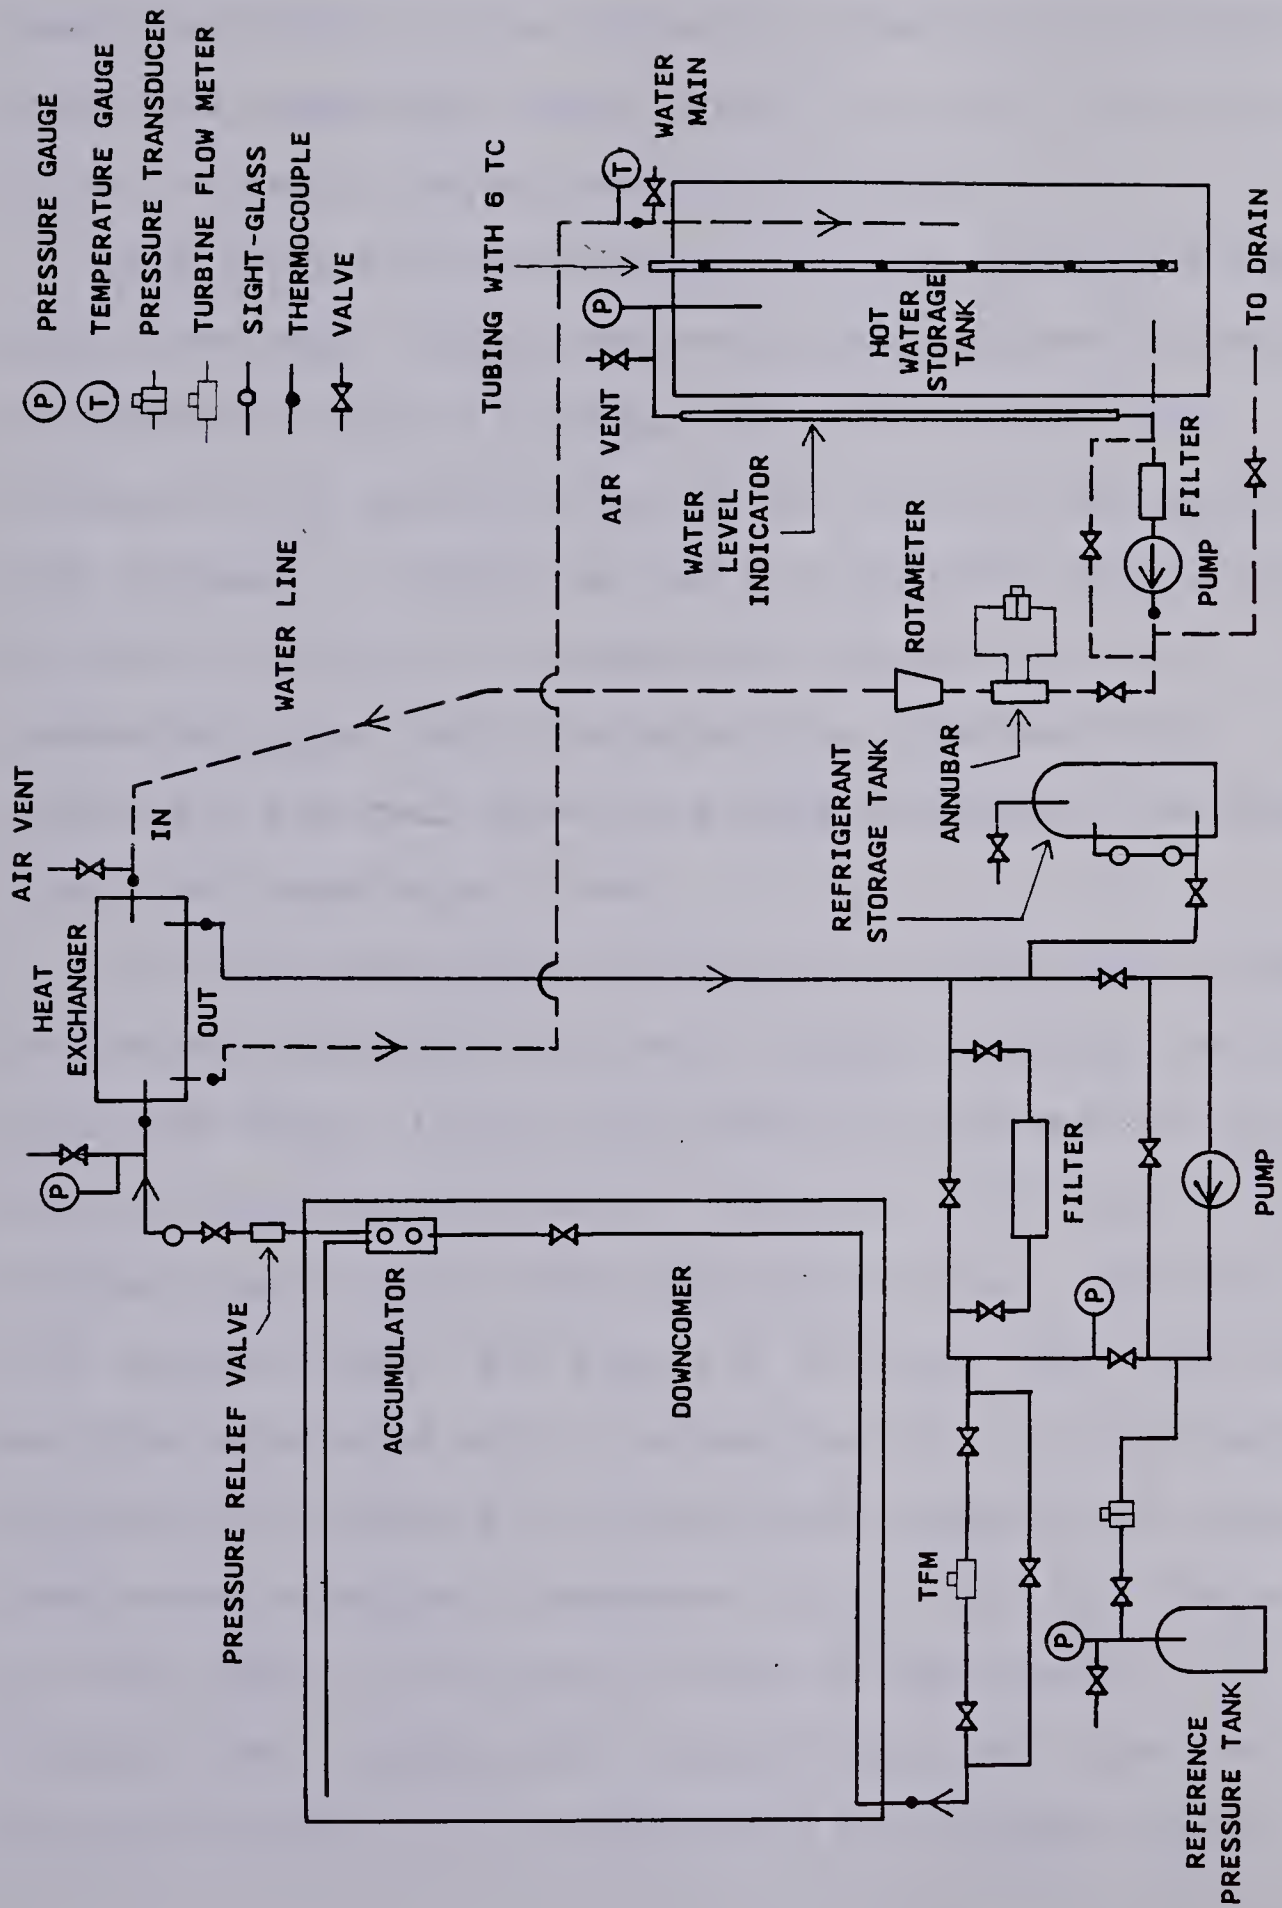 P PRESSURE GAUGE
T TEMPERATURE GAUGE
PRESSURE TRANSDUCER
TURBINE FLOW METER
SIGHT-GLASS
THERMOCOUPLE
VALVE
WATER LINE
TUBING WITH 6 TC
AIR VENT
IN
HEAT
EXCHANGER
OUT
P
PRESSURE RELIEF VALVE
ACCUMULATOR
DOWNCOMER
T
WATER
MAIN
P
AIR VENT
HOT
WATER
STORAGE
TANK
WATER
LEVEL
INDICATOR
ROTAMETER
ANNUBAR
FILTER
PUMP
TO DRAIN
REFRIGERANT
STORAGE TANK
FILTER
P
PUMP
TFM
P
REFERENCE
PRESSURE TANK